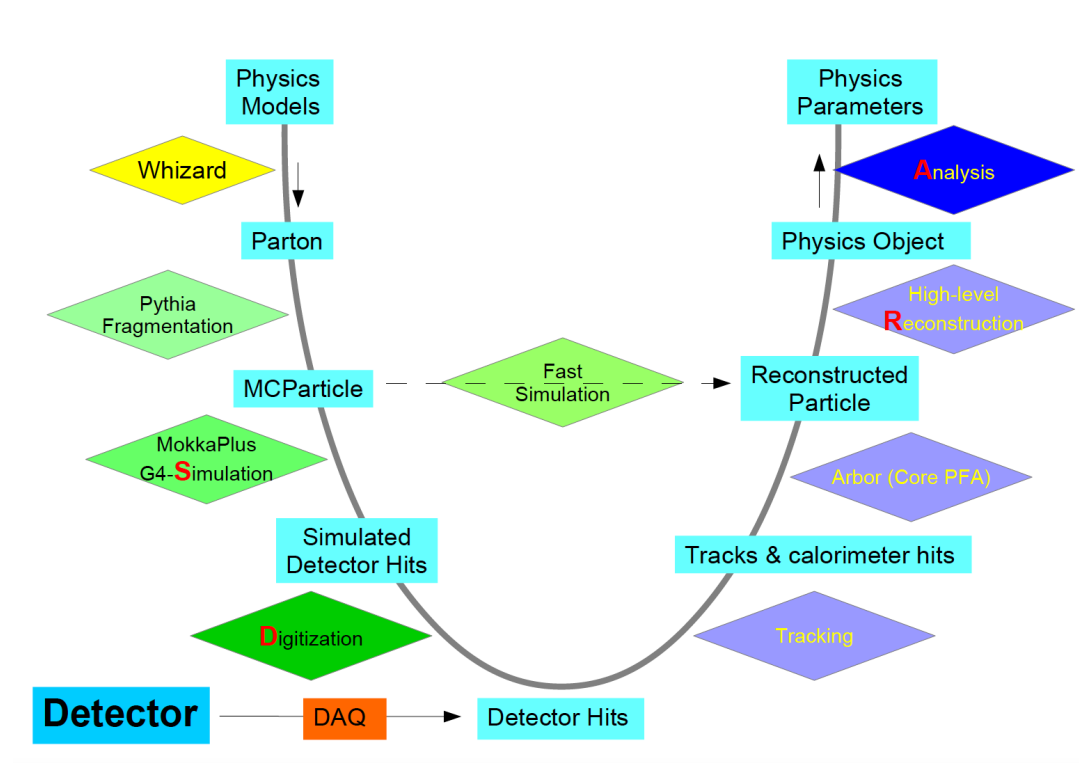 Physics
Models
Physics
Parameters
Whizard
Analysis
Parton
Physics Object
Pythia
Fragmentation
High-level
Reconstruction
MCParticle
Fast
Simulation
Reconstructed
Particle
MokkaPlus
G4-Simulation
Arbor (Core PFA)
Simulated
Detector Hits
Tracks & calorimeter hits
Digitization
Tracking
Detector
DAQ
Detector Hits